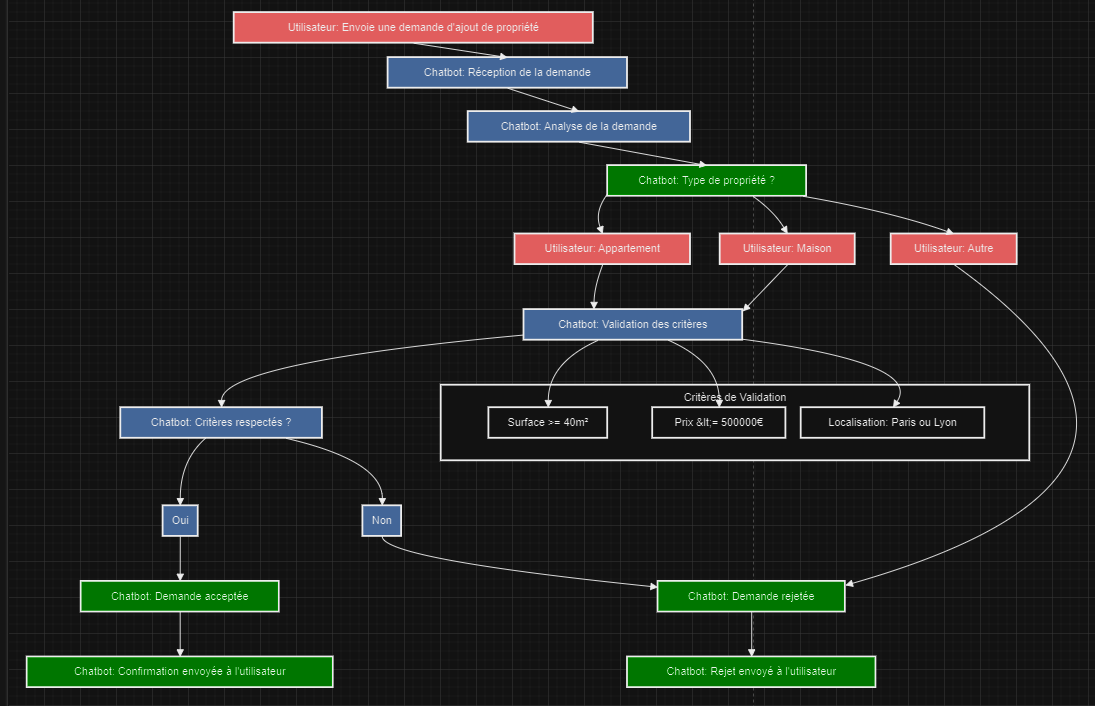 Utilisateur: Envoie une demande d'ajout de propriété
Chatbot: Réception de la demande
Chatbot: Analyse de la demande
Chatbot: Type de propriété ?
Utilisateur: Appartement
Utilisateur: Maison
Utilisateur: Autre
Chatbot: Validation des critères
Critères de Validation
Chatbot: Critères respectés ?
Surface >= 40m²
Prix &lt;= 500000€
Localisation: Paris ou Lyon
Oui
Non
Chatbot: Demande acceptée
Chatbot: Demande rejetée
Chatbot: Confirmation envoyée à l'utilisateur
Chatbot: Rejet envoyé à l'utilisateur